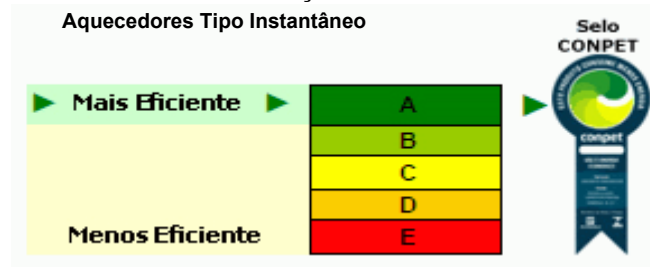 Aquecedores Tipo Instantâneo
Selo
CONPET
Mais Eficiente
A
B
C
D
Menos Eficiente
E
conpet